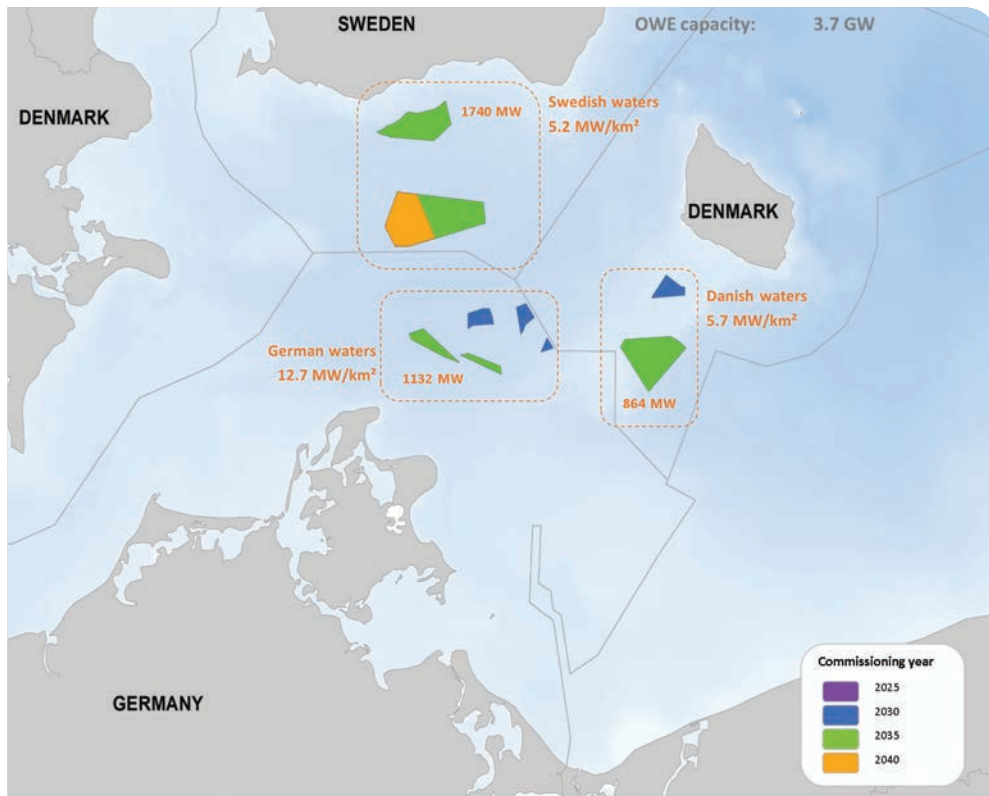 SWEDEN
OWE capacity: 3.7 GW
DENMARK
1740 MW
Swedish waters
5.2 MW/km²
DENMARK
Danish waters
5.7 MW/km²
German waters
12.7 MW/km²
1132 MW
864 MW
GERMANY
Commissioning year
2025
2030
2035
2040